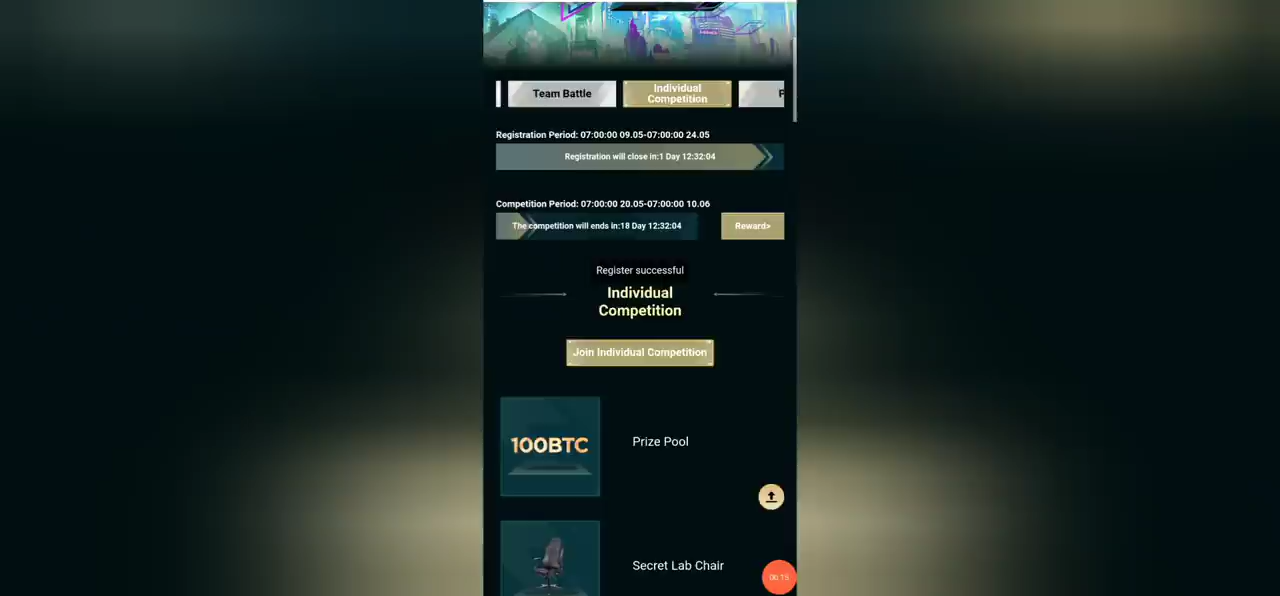 Team Battle
Individual
Competition
P
Registration Period: 07:00:00 09.05-07:00:00 24.05
Registration will close in:1 Day 12:32:04
Competition Period: 07:00:00 20.05-07:00:00 10.06
The competition will ends in:18 Day 12:32:04
Reward>
Register successful
Individual
Competition
Join Individual Competition
100BTC
Prize Pool
Secret Lab Chair
00:15